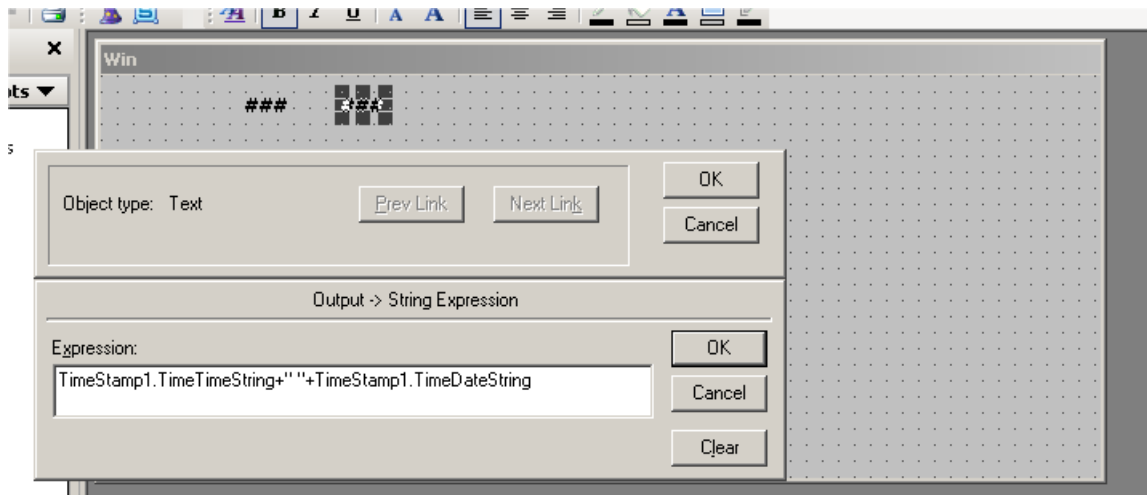 B I U A A
×
Win
pts
### ###
s
Object type: Text
Prev Link
Next Link
OK
Cancel
Output -> String Expression
Expression:
OK
TimeStamp1.TimeTimeString+" "+TimeStamp1.TimeDateString
Cancel
Clear